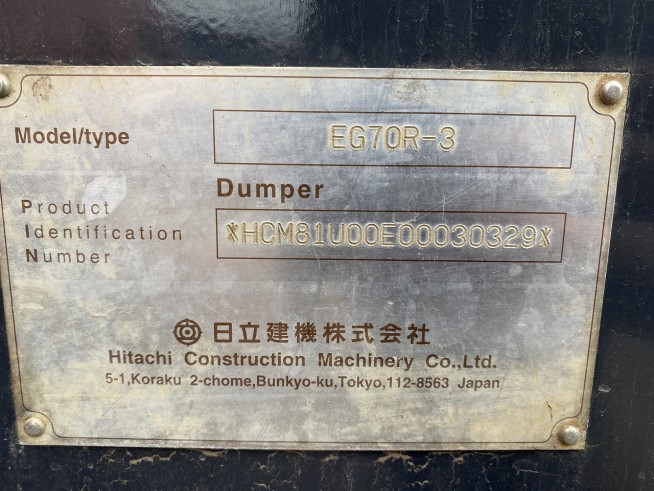 Model/type EG70R-3
Dumper
Product
Identification
Number
*HCM81U00E00030329*
日立建機株式会社
Hitachi Construction Machinery Co.,Ltd.
5-1,Koraku 2-chome,Bunkyo-ku,Tokyo,112-8563 Japan